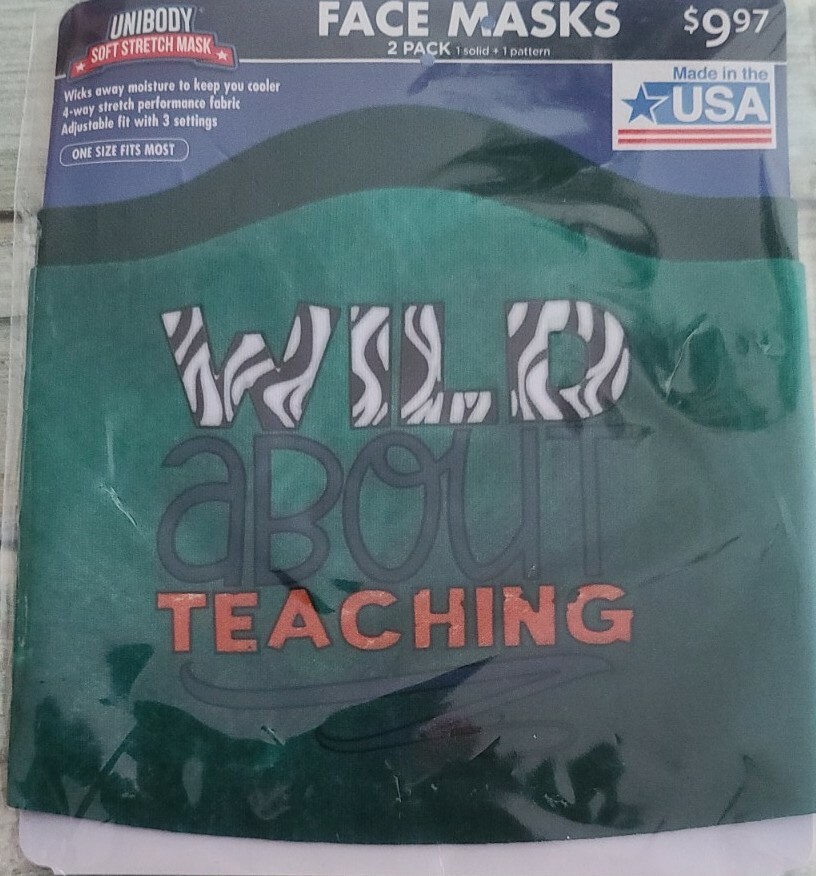 UNIBODY
SOFT STRETCH MASK
FACE MASKS
2 PACK 1 solid + 1 pattern
$9.97
Wicks away moisture to keep you cooler
4-way stretch performance fabric
Adjustable fit with 3 settings
ONE SIZE FITS MOST
Made in the
USA
WILD
aBOUT
TEACHING